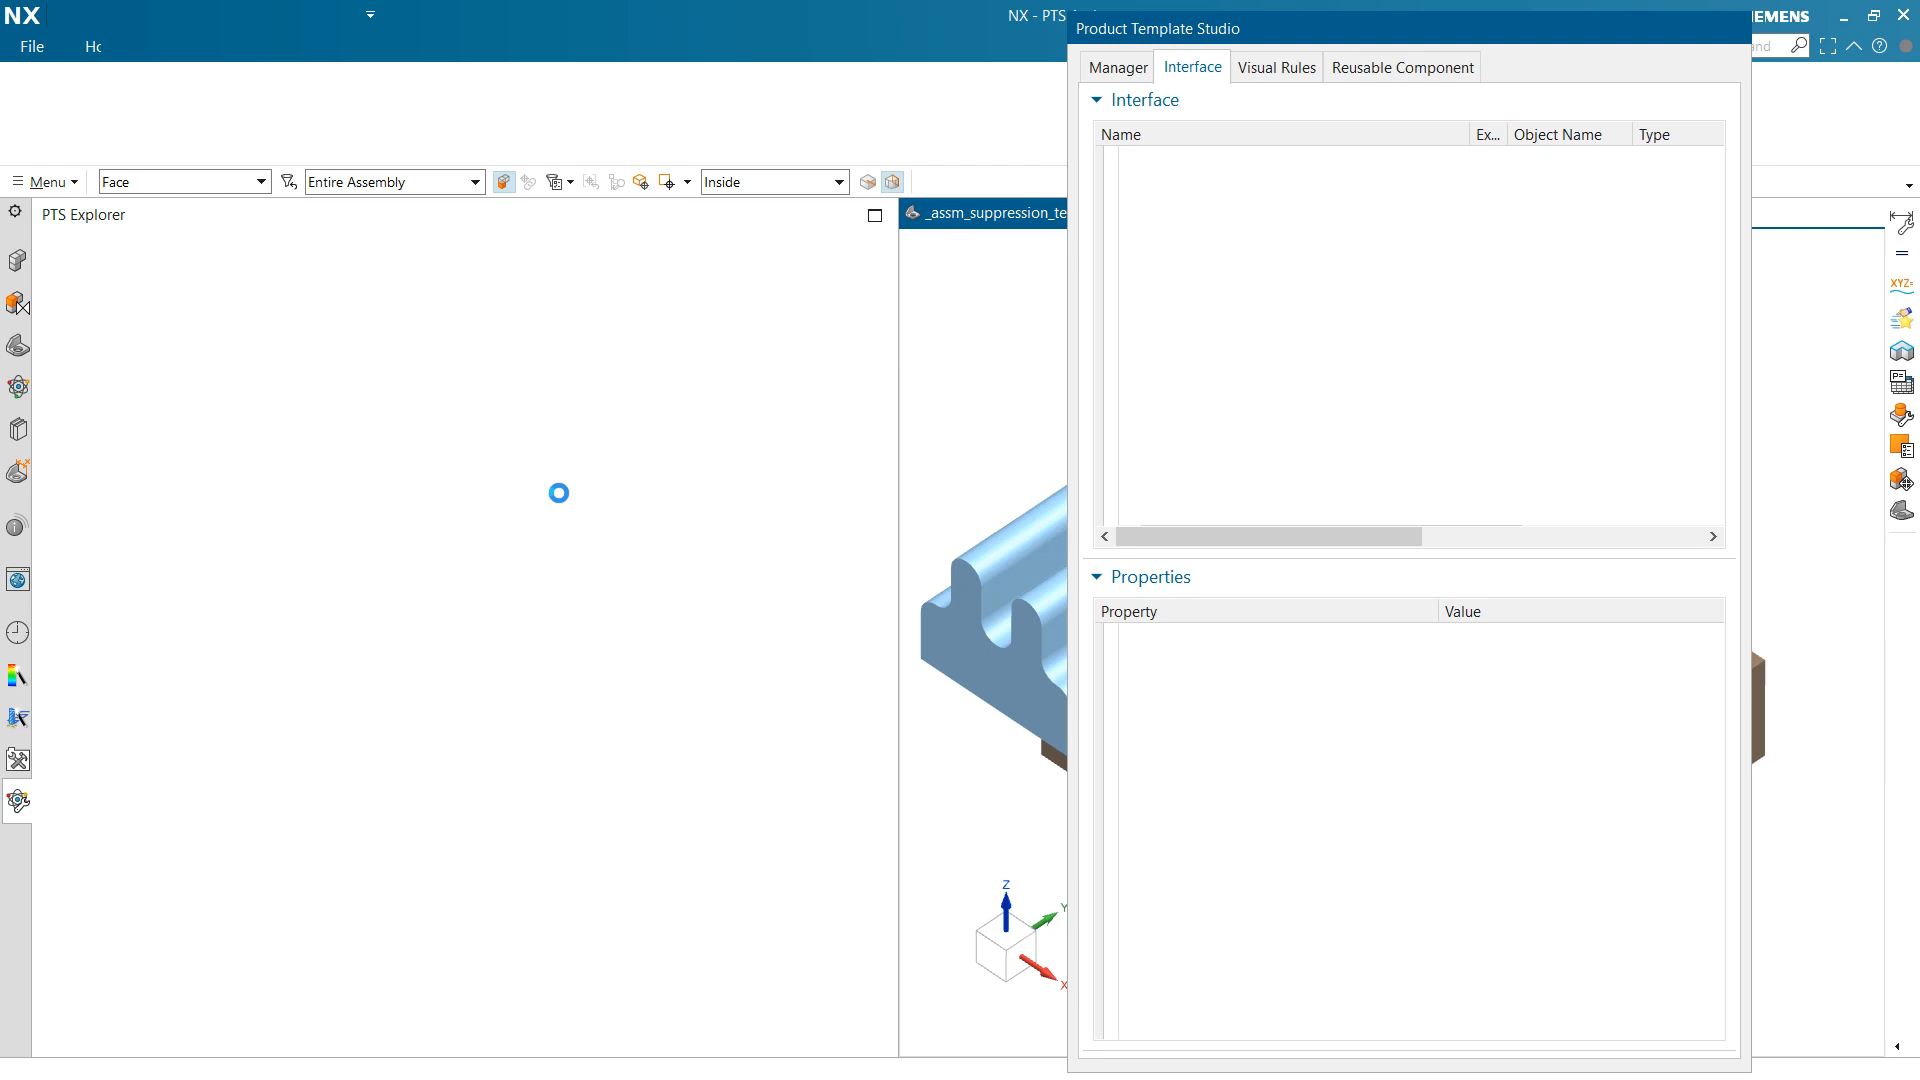 NX
NX - PTS
EMENS
File
Product Template Studio
Manager
Interface
Visual Rules
Reusable Component
Interface
Name
Ex...
Object Name
Type
Menu
Face
Entire Assembly
Inside
PTS Explorer
_assm_suppression_te
XYZ=
P=
Properties
Property
Value
Z
Y
X